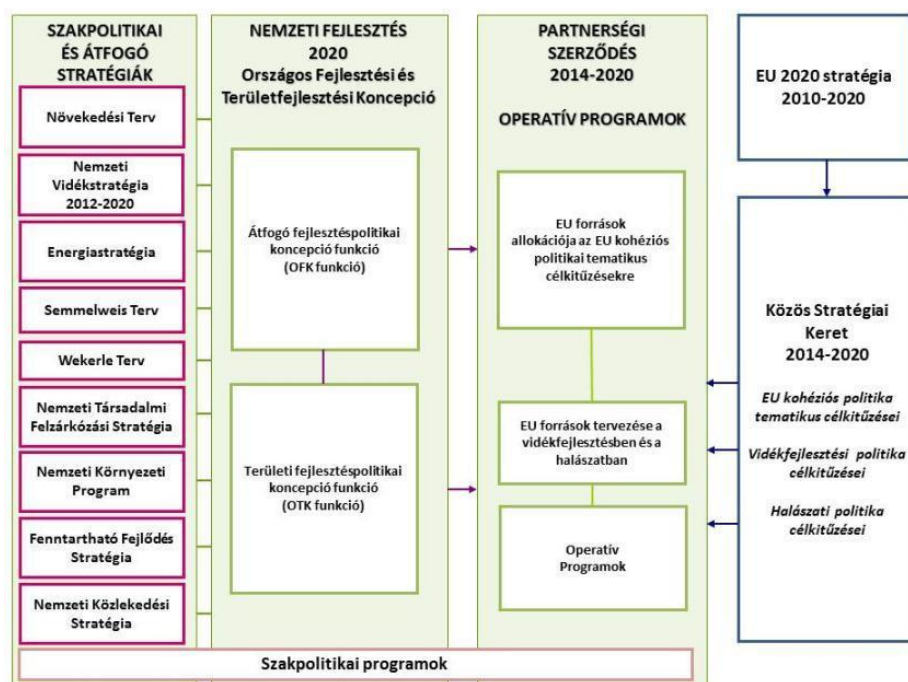 SZAKPOLITIKAI
ÉS ÁTFOGÓ
STRATÉGIÁK
Növekedési Terv
Nemzeti
Vidékstratégia
2012-2020
Energiastratégia
Semmelweis Terv
Wekerle Terv
Nemzeti Társadalmi
Felzárkózási Stratégia
Nemzeti Környezeti
Program
Fenntartható Fejlődés
Stratégia
Nemzeti Közlekedési
Stratégia
NEMZETI FEJLESZTÉS
2020
Országos Fejlesztési és
Területfejlesztési Koncepció
Átfogó fejlesztéspolitikai
koncepció funkció
(OFK funkció)
Területi fejlesztéspolitikai
koncepció funkció
(OTK funkció)
PARTNERSÉGI
SZERZŐDÉS
2014-2020
OPERATÍV PROGRAMOK
EU források
allokációja az EU kohéziós
politikai tematikus
célkitűzésekre
EU források tervezése a
vidékfejlesztésben és a
halászatban
Operatív
Programok
EU 2020 stratégia
2010-2020
Közös Stratégiai
Keret
2014-2020
EU kohéziós politika
tematikus célkitűzései
Vidékfejlesztési politika
célkitűzései
Halászati politika
célkitűzései
Szakpolitikai programok